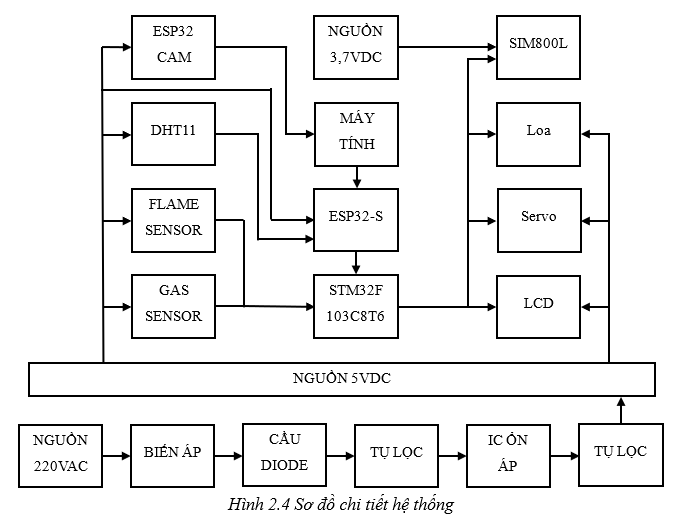 ESP32
CAM
NGUỒN
3,7VDC
SIM800L
DHT11
MÁY
TÍNH
Loa
FLAME
SENSOR
ESP32-S
Servo
GAS
SENSOR
STM32F
103C8T6
LCD
NGUỒN 5VDC
NGUỒN
220VAC
BIẾN ÁP
CẦU
DIODE
TỤ LỌC
IC ỔN
ÁP
TỤ LỌC
Hình 2.4 Sơ đồ chi tiết hệ thống